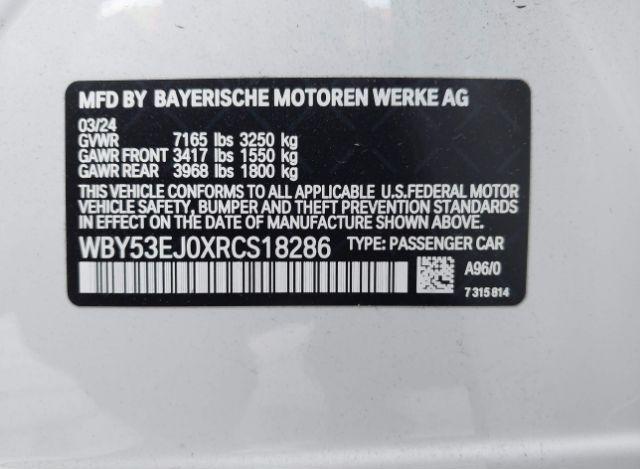 MFD BY BAYERISCHE MOTOREN WERKE AG
03/24
GVWR 7165 lbs 3250 kg
GAWR FRONT 3417 lbs 1550 kg
GAWR REAR 3968 lbs 1800 kg
THIS VEHICLE CONFORMS TO ALL APPLICABLE U.S.FEDERAL MOTOR
VEHICLE SAFETY, BUMPER AND THEFT PREVENTION STANDARDS
IN EFFECT ON THE DATE OF MANUFACTURE SHOWN ABOVE.
WBY53EJ0XRCS18286 TYPE: PASSENGER CAR
A96/0
7 315 814